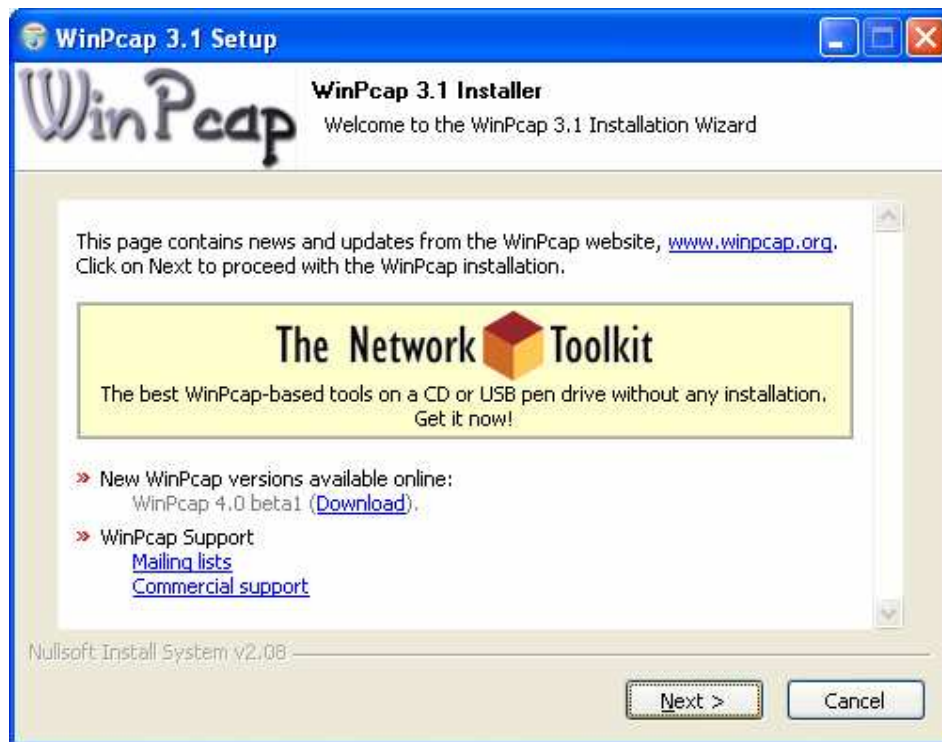 WinPcap 3.1 Setup
WinPcap
WinPcap 3.1 Installer
Welcome to the WinPcap 3.1 Installation Wizard
This page contains news and updates from the WinPcap website, www.winpcap.org.
Click on Next to proceed with the WinPcap installation.
The Network Toolkit
The best WinPcap-based tools on a CD or USB pen drive without any installation.
Get it now!
» New WinPcap versions available online:
WinPcap 4.0 beta1 (Download).
» WinPcap Support
Mailing lists
Commercial support
Nullsoft Install System v2.08
Next >
Cancel